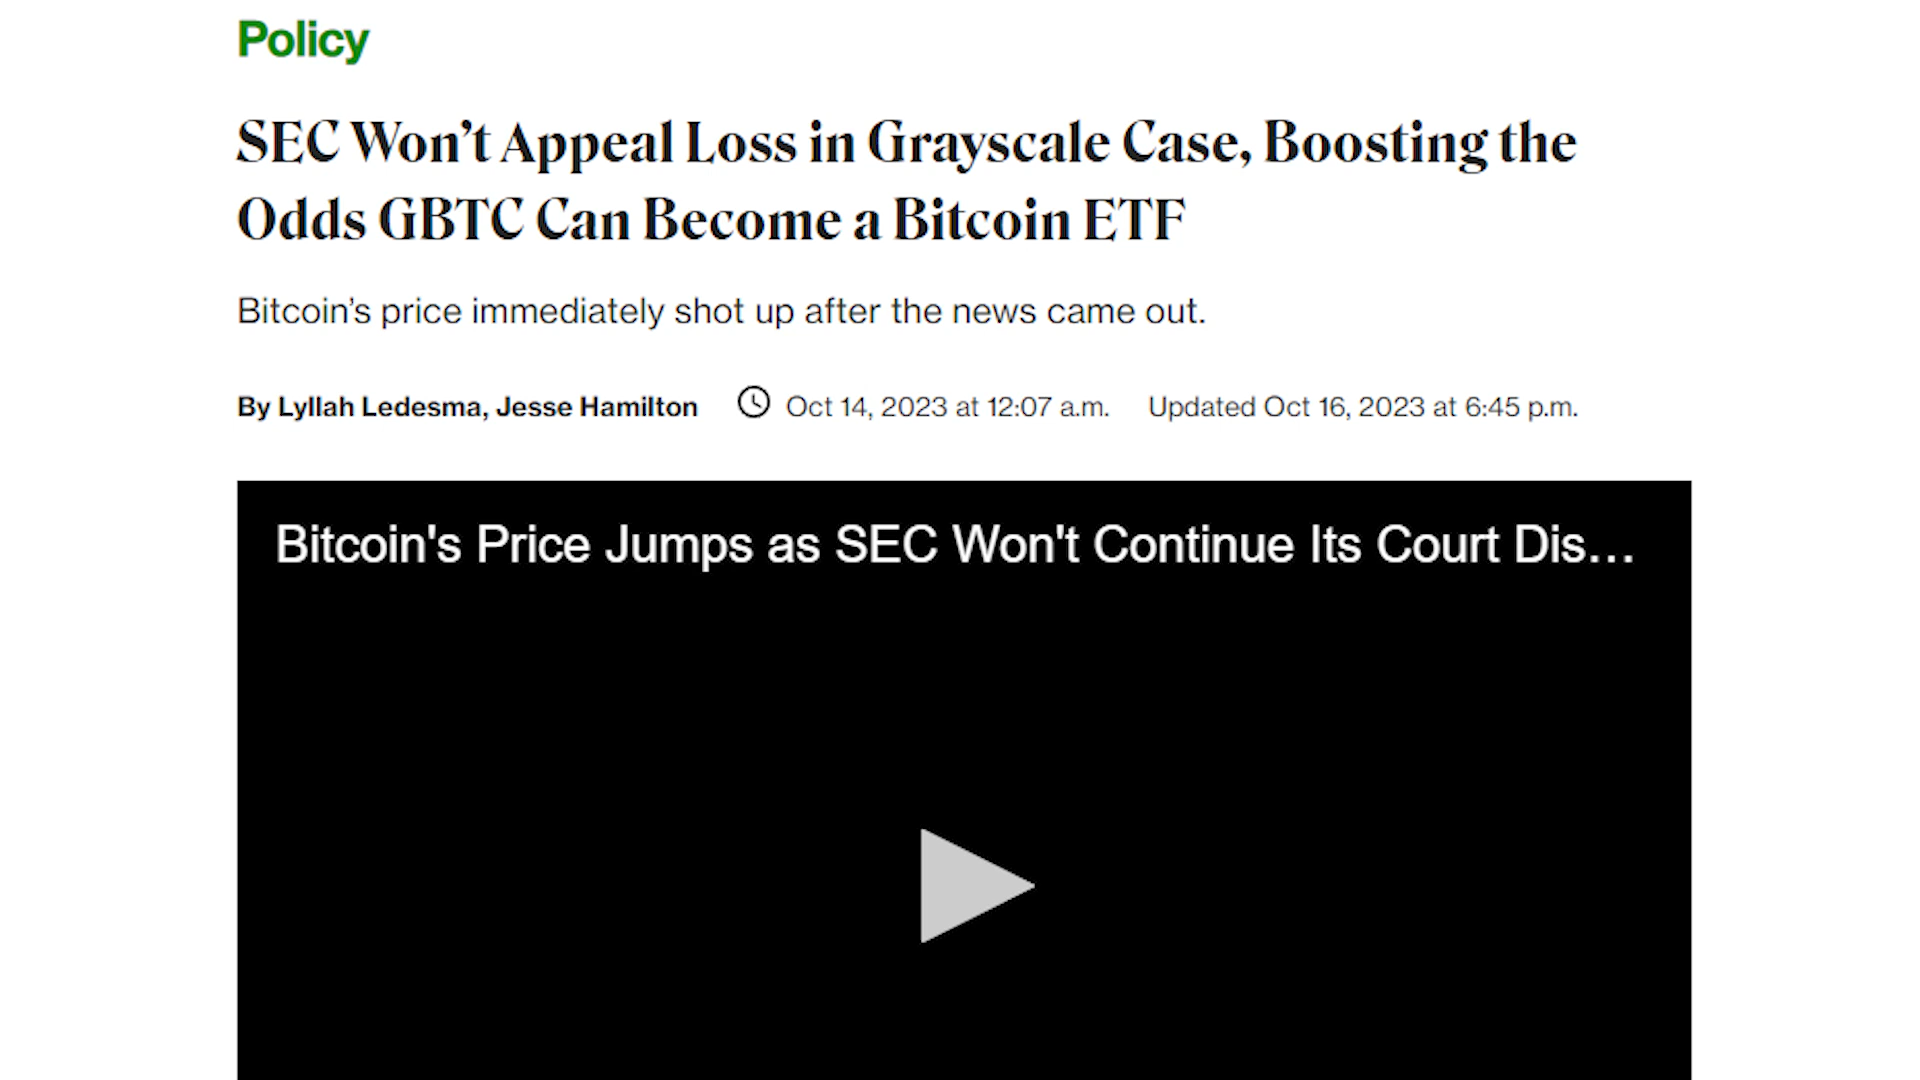 Policy
SEC Won’t Appeal Loss in Grayscale Case, Boosting the
Odds GBTC Can Become a Bitcoin ETF
Bitcoin’s price immediately shot up after the news came out.
By Lyllah Ledesma, Jesse Hamilton Oct 14, 2023 at 12:07 a.m. Updated Oct 16, 2023 at 6:45 p.m.
Bitcoin's Price Jumps as SEC Won't Continue Its Court Dis...